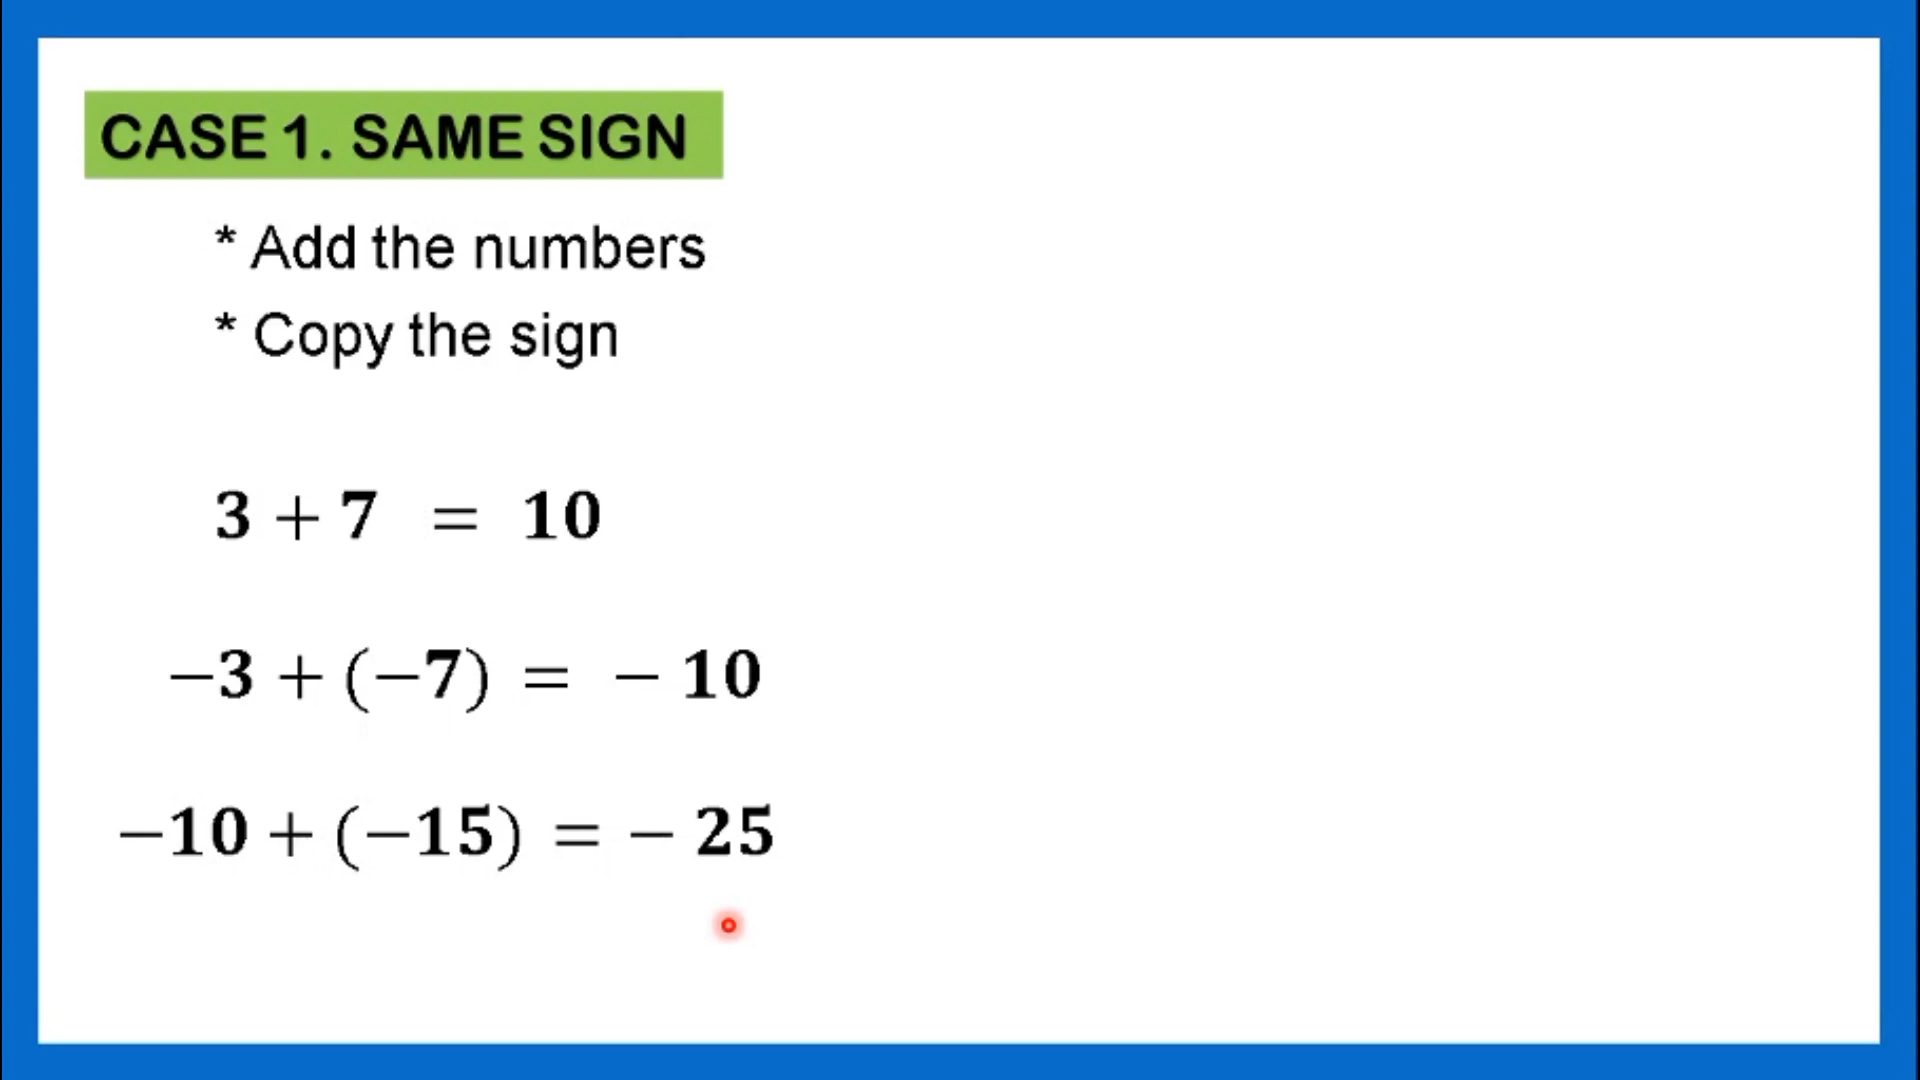 CASE 1. SAME SIGN
* Add the numbers
* Copy the sign
3 + 7 = 10
−3 + (−7) = − 10
−10 + (−15) = − 25